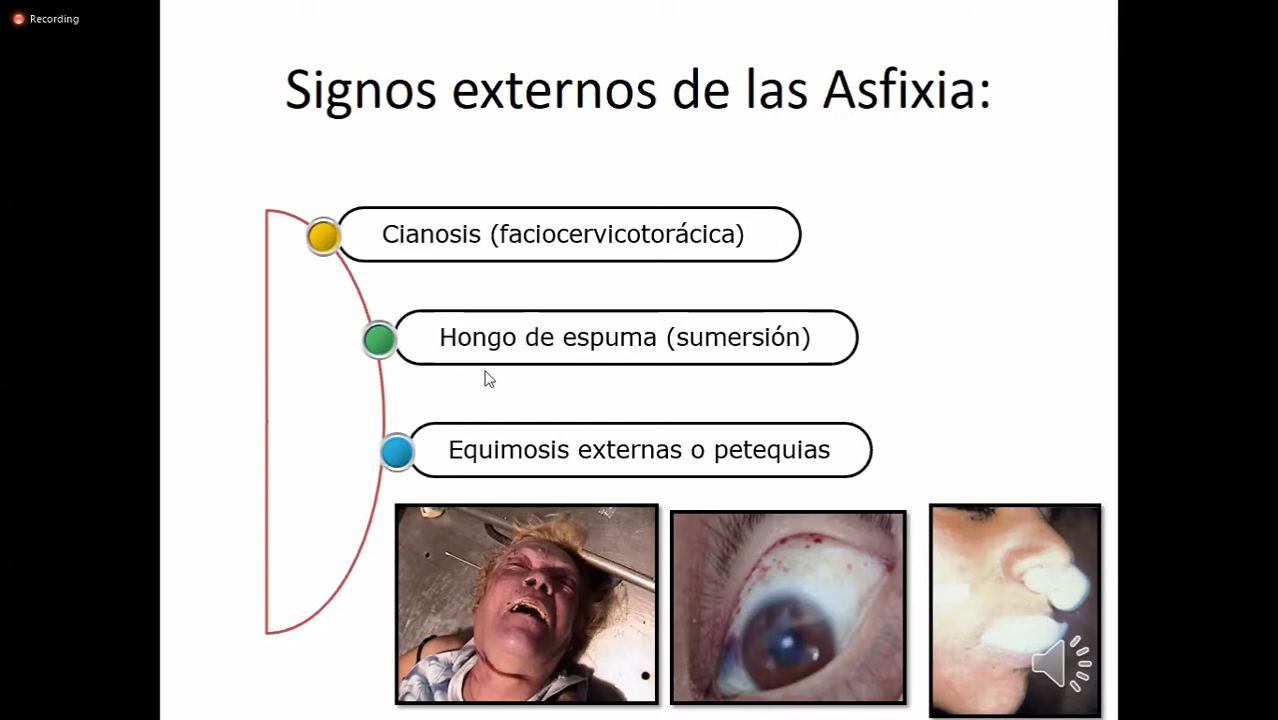 Recording
Signos externos de las Asfixia:
Cianosis (faciocervicotorácica)
Hongo de espuma (sumersión)
Equimosis externas o petequias